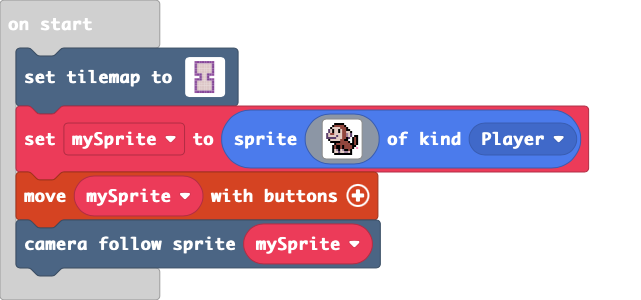 on start
set tilemap to
set mySprite to sprite of kind Player
move mySprite with buttons
camera follow sprite mySprite